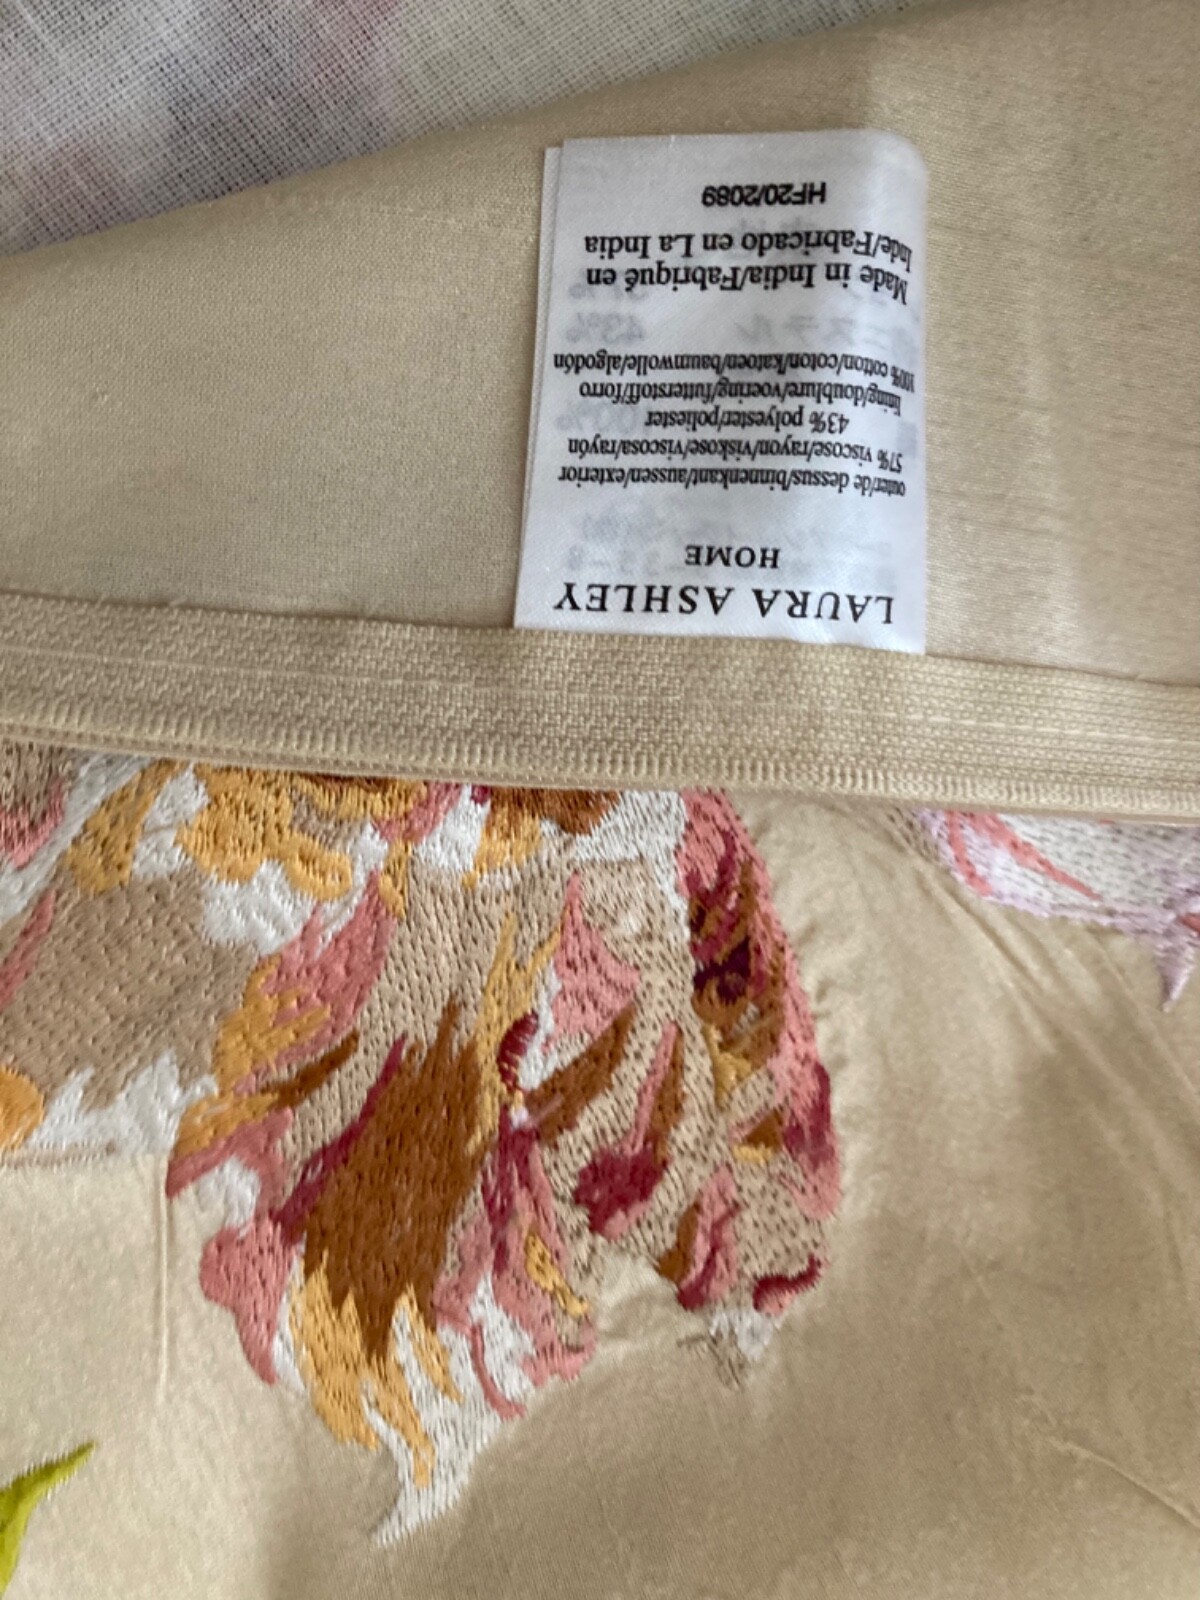 LAURA ASHLEY
HOME
outer/de dessus/binnenkant/aussen/exterior
57% viscose/rayon/viskose/viscosa/rayón
43% polyester/poliester
lining/doublure/voering/futterstoff/forro
100% cotton/coton/katoen/baumwolle/algodón
Made in India/Fabriqué en
Inde/Fabricado en La India
HF20/2089